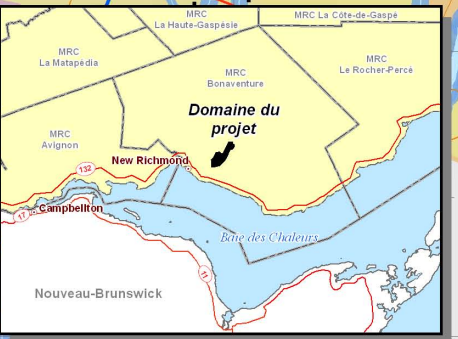 MRC
La Matapédia
MRC
La Haute-Gaspésie
MRC La Côte-de-Gaspé
MRC
Bonaventure
MRC
Le Rocher-Percé
Domaine du
projet
MRC
Avignon
New Richmond
132
Campbellton
17
Baie des Chaleurs
11
Nouveau-Brunswick